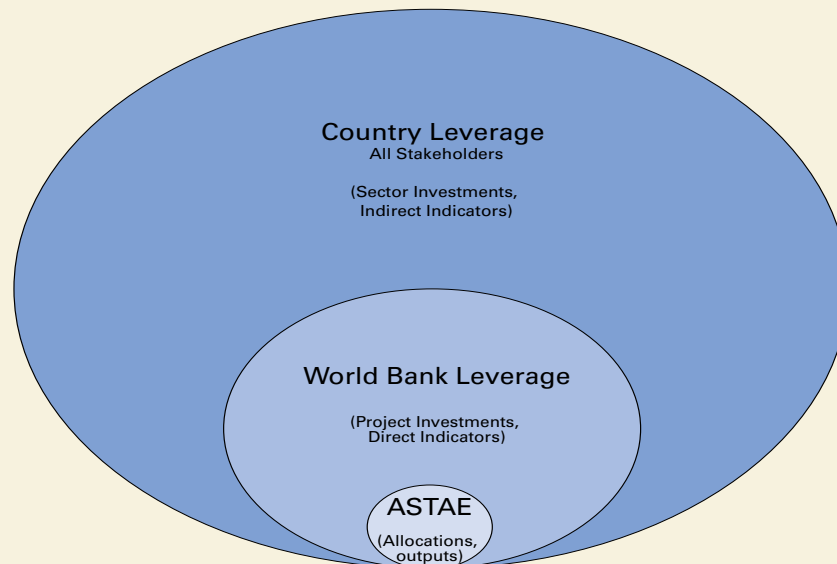 Country Leverage
All Stakeholders
(Sector Investments,
Indirect Indicators)
World Bank Leverage
(Project Investments,
Direct Indicators)
ASTAE
(Allocations,
outputs)